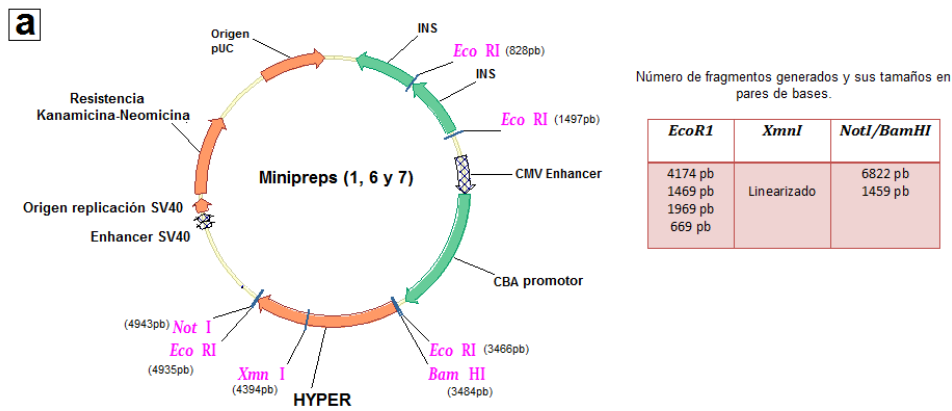 a
Origen
pUC
INS
Eco RI (828pb)
INS
Eco RI (1497pb)
Resistencia
Kanamicina-Neomicina
Minipreps (1, 6 y 7)
CMV Enhancer
Origen replicación SV40
Enhancer SV40
CBA promotor
(4943pb) Not I
Eco RI
(4935pb)
Xmn I
(4394pb)
HYPER
Eco RI (3466pb)
Bam HI
(3484pb)
Número de fragmentos generados y sus tamaños en
pares de bases.
EcoR1 XmnI NotI/BamHI
4174 pb 6822 pb
1469 pb Linearizado 1459 pb
1969 pb
669 pb